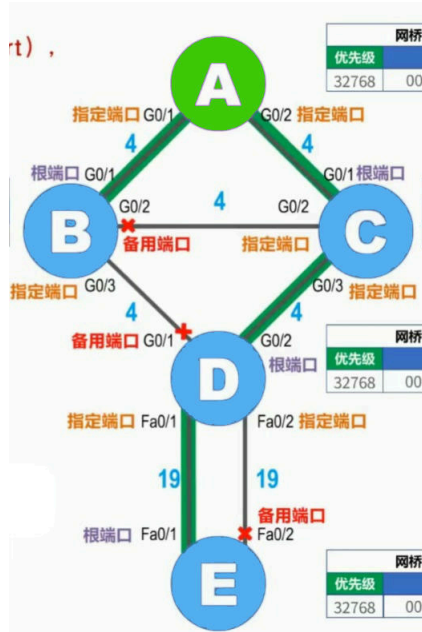 rt），
网桥
优先级
32768 00
A
指定端口 G0/1
G0/2 指定端口
4
4
根端口 G0/1
G0/1 根端口
B
G0/2
4
G0/2
C
备用端口
指定端口
指定端口 G0/3
G0/3 指定端口
4
4
备用端口 G0/1
G0/2
根端口
D
网桥
优先级
32768 00
指定端口 Fa0/1
Fa0/2 指定端口
19
19
备用端口
根端口 Fa0/1
Fa0/2
E
网桥
优先级
32768 00